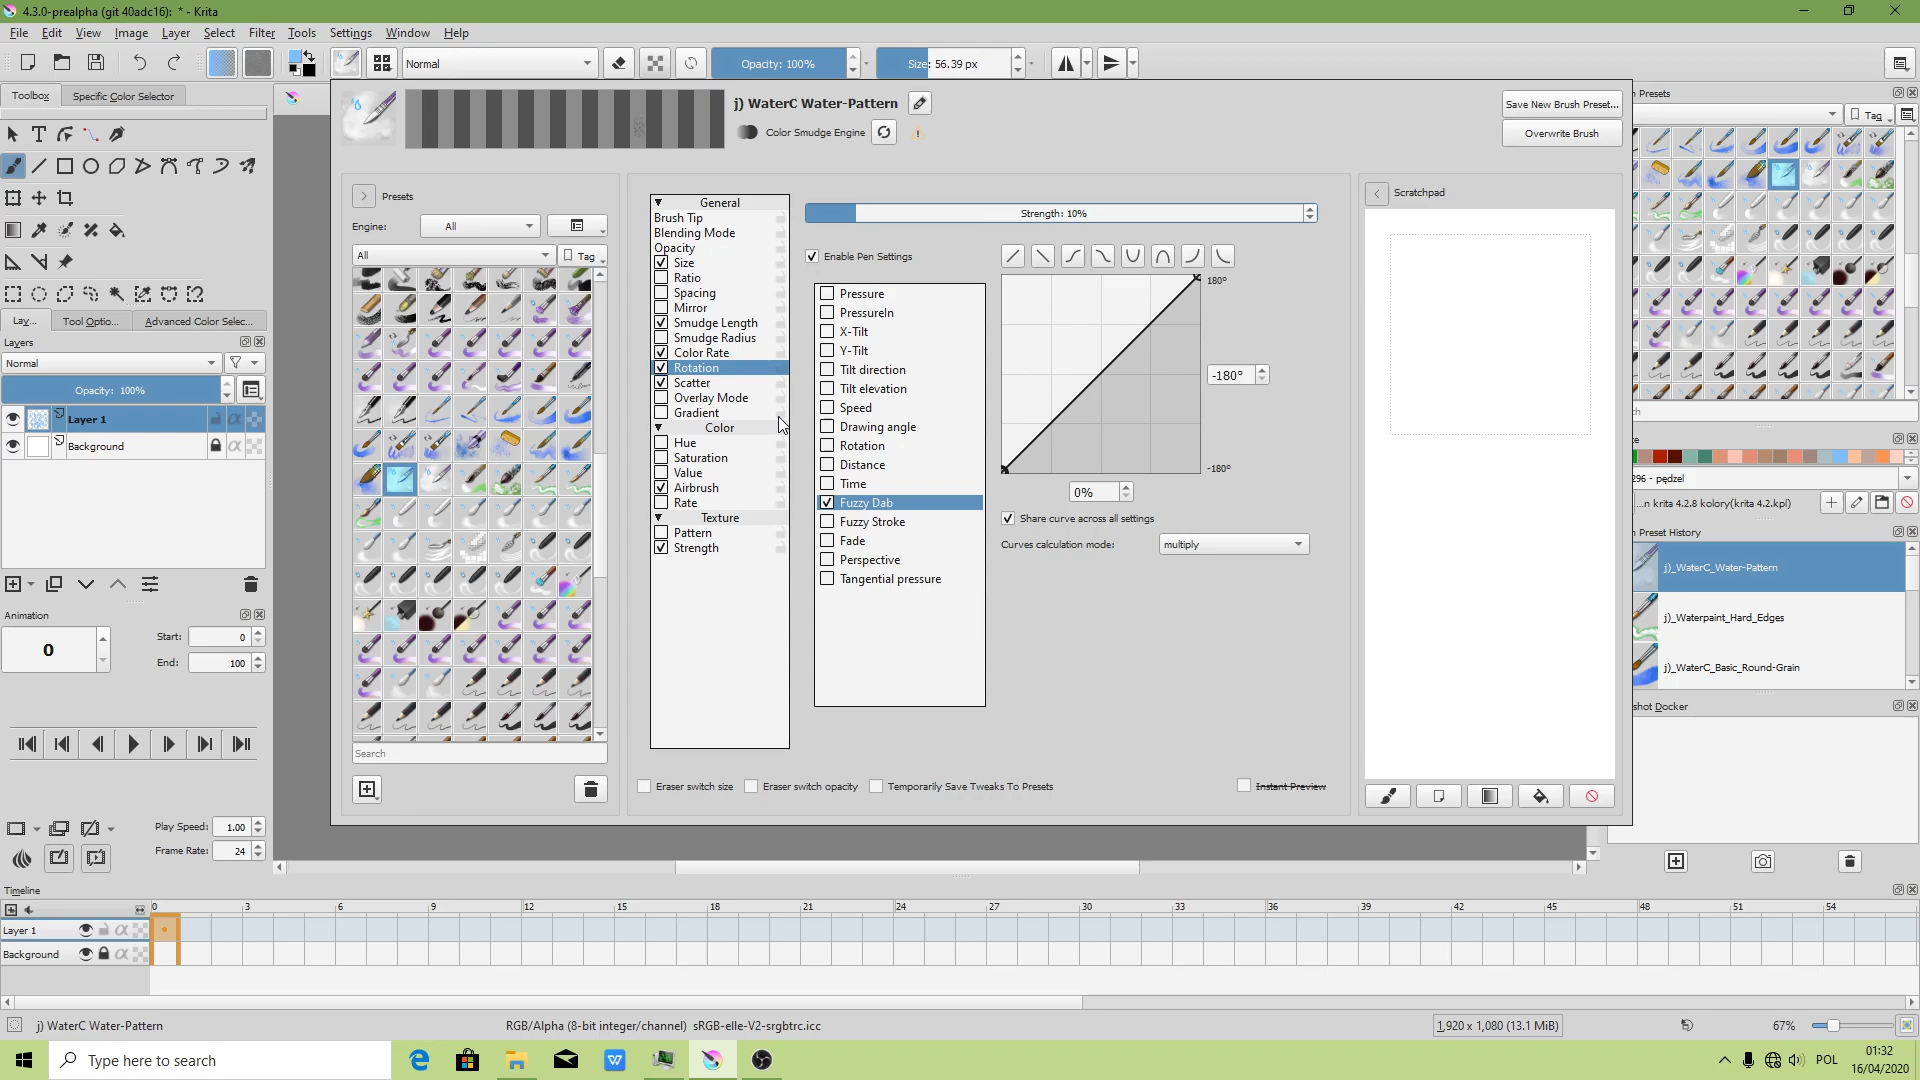 4.3.0-prealpha (git 40adc16):  * - Krita
File Edit View Image Layer Select Filter Tools Settings Window Help
Normal Opacity: 100% Size: 56.39 px
Toolbox Specific Color Selector
Lay... Tool Optio... Advanced Color Selec...
Layers
Normal
Opacity: 100%
Layer 1
Background
Animation
0 Start: 0
End: 100
Play Speed: 1.00
Frame Rate: 24
j) WaterC Water-Pattern
Color Smudge Engine
Save New Brush Preset...
Overwrite Brush
Presets
Engine: All
All Tag
Search
General
Brush Tip
Blending Mode
Opacity
Size
Ratio
Spacing
Mirror
Smudge Length
Smudge Radius
Color Rate
Rotation
Scatter
Overlay Mode
Gradient
Color
Hue
Saturation
Value
Airbrush
Rate
Texture
Pattern
Strength
Strength: 10%
Enable Pen Settings
Pressure
PressureIn
X-Tilt
Y-Tilt
Tilt direction
Tilt elevation
Speed
Drawing angle
Rotation
Distance
Time
Fuzzy Dab
Fuzzy Stroke
Fade
Perspective
Tangential pressure
180°
-180°
-180°
0%
Share curve across all settings
Curves calculation mode: multiply
Eraser switch size Eraser switch opacity Temporarily Save Tweaks To Presets Instant Preview
Scratchpad
Presets
Tag
ch
te
296 - pędzel
...n krita 4.2.8 kolory(krita 4.2.kpl)
Preset History
j)_WaterC_Water-Pattern
j)_Waterpaint_Hard_Edges
j)_WaterC_Basic_Round-Grain
shot Docker
Timeline
0 3 6 9 12 15 18 21 24 27 30 33 36 39 42 45 48 51 54
Layer 1
Background
j) WaterC Water-Pattern RGB/Alpha (8-bit integer/channel)  sRGB-elle-V2-srgbtrc.icc 1,920 x 1,080 (13.1 MiB) 67%
Type here to search POL 01:32
16/04/2020